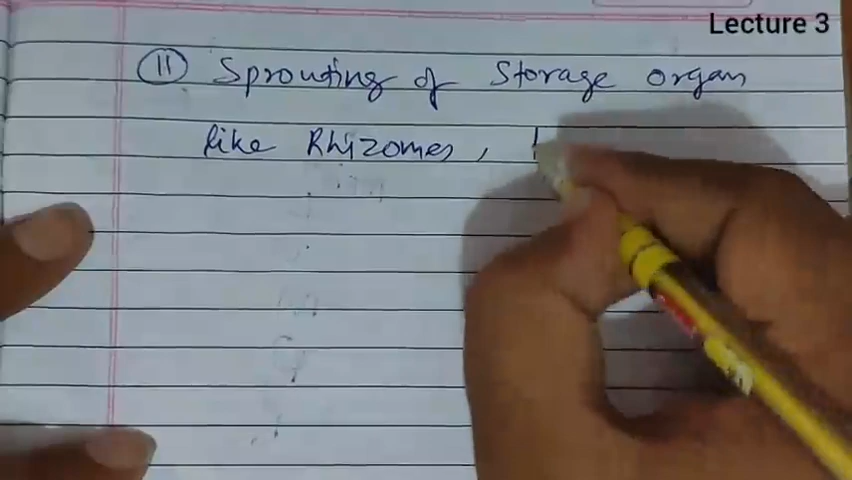 Lecture 3
11 Sprouting of Storage organ
like Rhizomes,